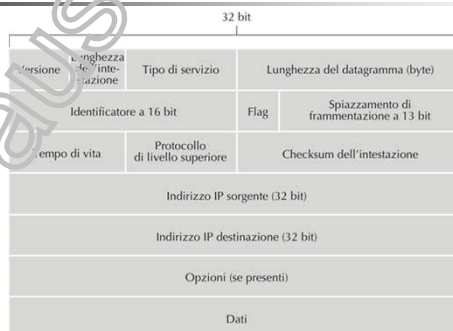 32 bit
Versione
Lunghezza
dell'inte-
stazione
Tipo di servizio
Lunghezza del datagramma (byte)
Identificatore a 16 bit
Flag
Spiazzamento di
frammentazione a 13 bit
Tempo di vita
Protocollo
di livello superiore
Checksum dell'intestazione
Indirizzo IP sorgente (32 bit)
Indirizzo IP destinazione (32 bit)
Opzioni (se presenti)
Dati